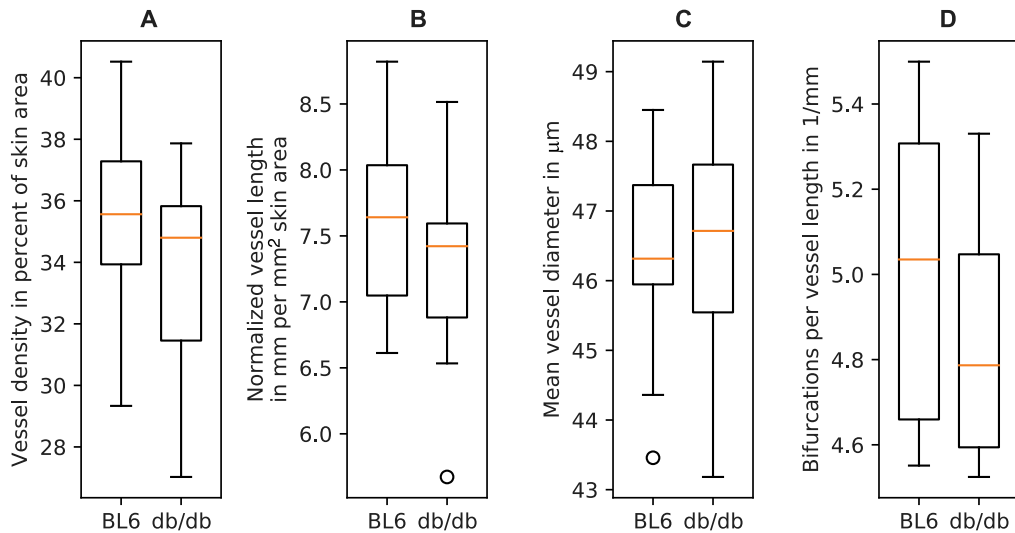 A
Vessel density in percent of skin area
40
38
36
34
32
30
28
BL6 db/db
B
Normalized vessel length
in mm per mm² skin area
8.5
8.0
7.5
7.0
6.5
6.0
BL6 db/db
C
Mean vessel diameter in μm
49
48
47
46
45
44
43
BL6 db/db
D
Bifurcations per vessel length in 1/mm
5.4
5.2
5.0
4.8
4.6
BL6 db/db